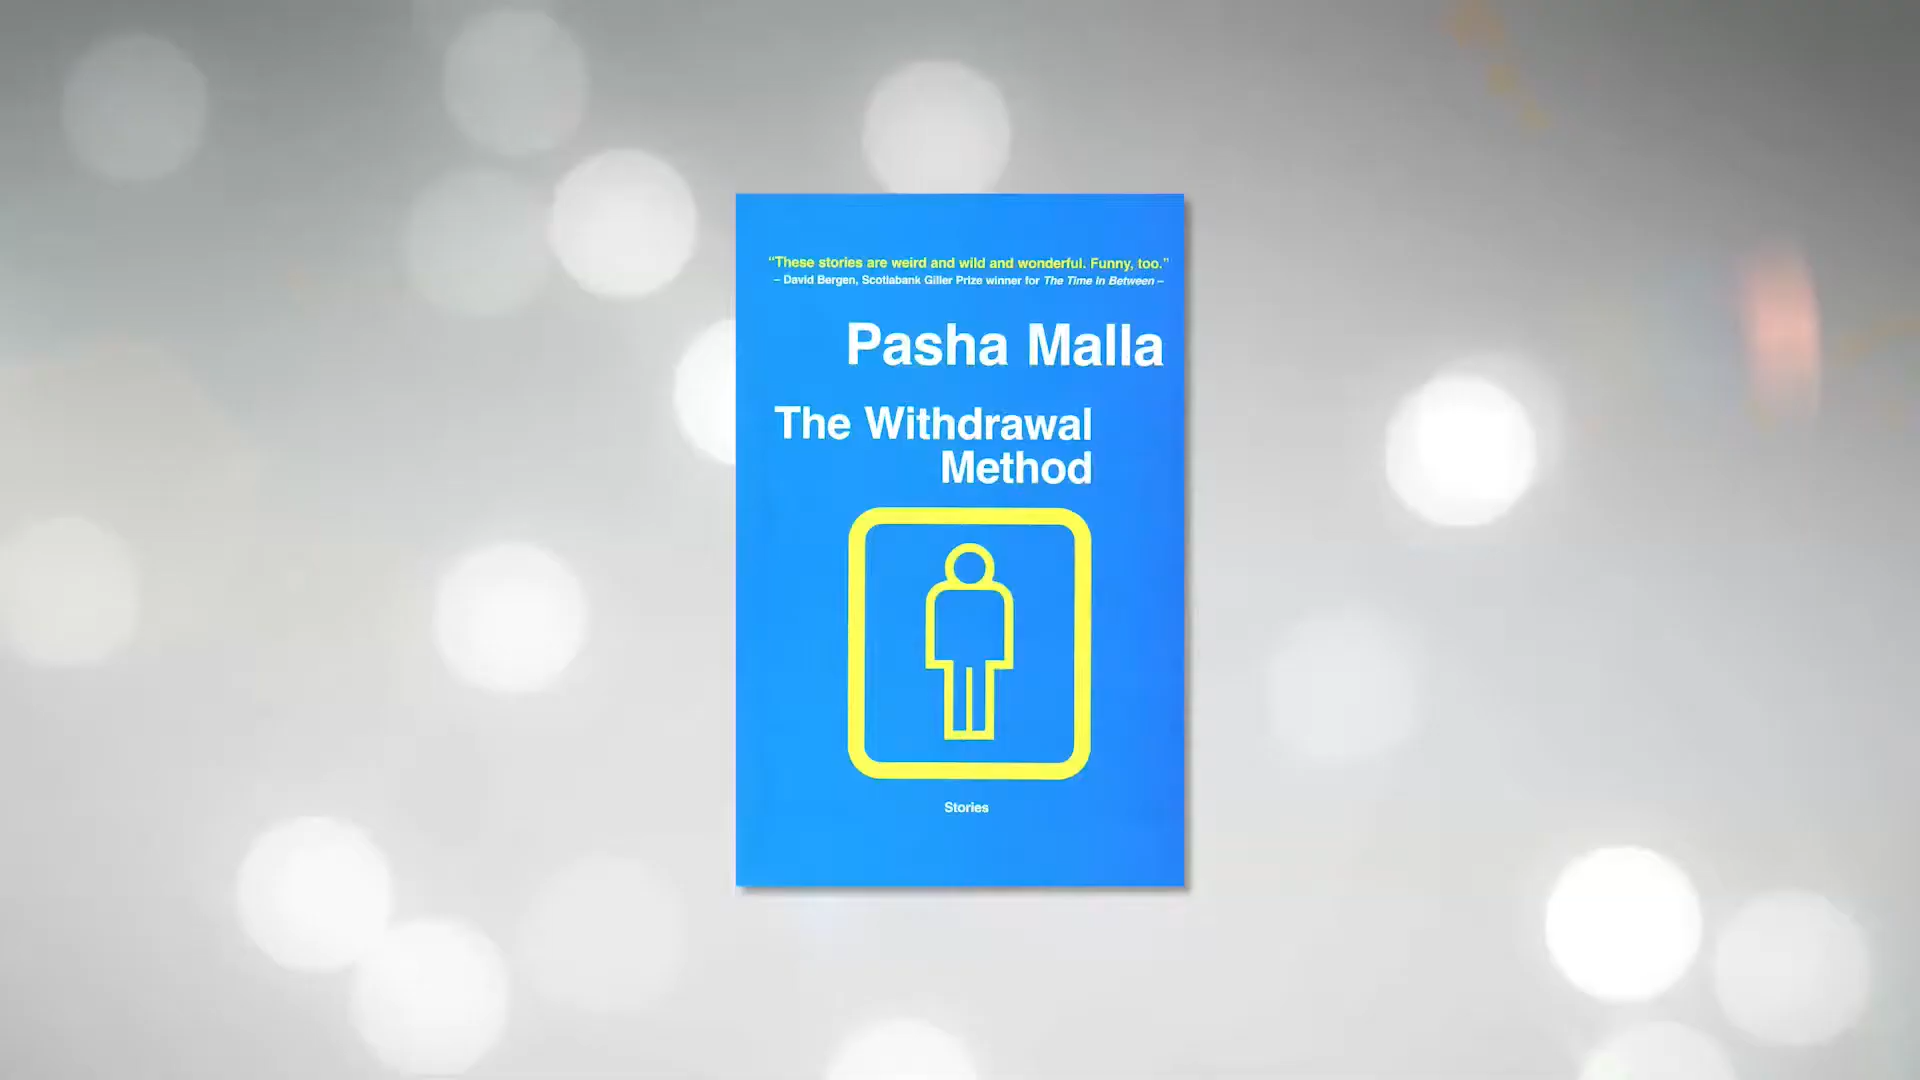 “These stories are weird and wild and wonderful. Funny, too.”
– David Bergen, Scotiabank Giller Prize winner for The Time In Between –
Pasha Malla
The Withdrawal
Method
Stories